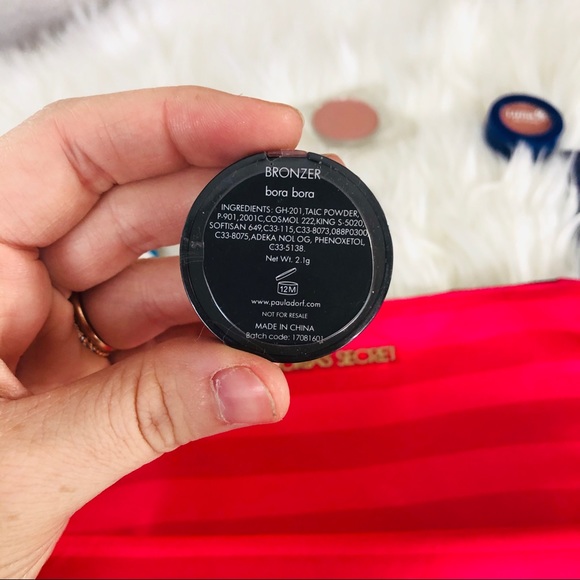 BRONZER
bora bora
INGREDIENTS: GH-201,TALC POWDER,
P-901,2001C,COSMOL 222,KING S-5020,
SOFTISAN 649,C33-115,C33-8073,088P0300,
C33-8075,ADEKA NOL OG, PHENOXETOL,
C33-5138.
Net Wt. 2.1g
12M
www.pauladorf.com
NOT FOR RESALE
MADE IN CHINA
Batch code: 17081601
SECRET